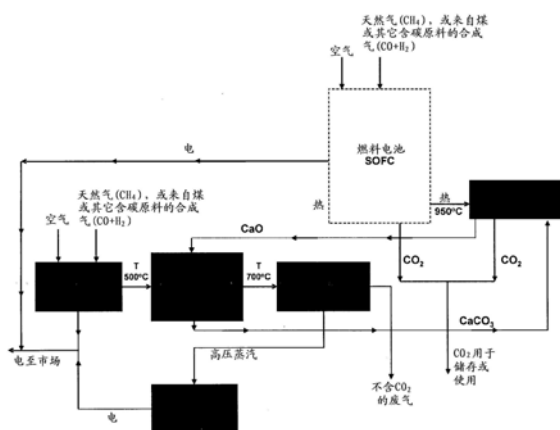 天然气(CH₄)、或来自煤
或其它含碳原料的合成
气(CO+H₂)
空气
燃料电池
SOFC
电
热
热
950℃
天然气(CH₄)、或来自煤
或其它含碳原料的合成
气(CO+H₂)
空气
CaO
CO₂
CO₂
T
500℃
T
700℃
CaCO₃
电至市场
高压蒸汽
CO₂用于
储存或
使用
不含CO₂
的废气
电